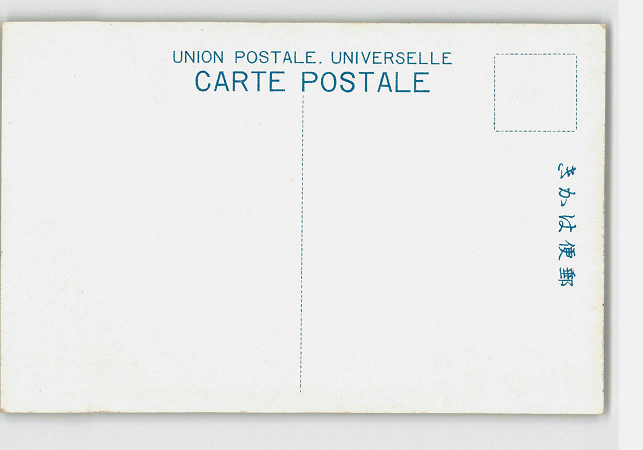 UNION POSTALE. UNIVERSELLE
CARTE POSTALE
きかは便郵